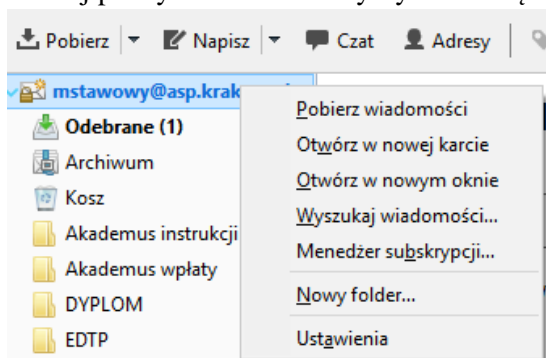 Pobierz Napisz Czat Adresy
mstawowy@asp.krak
Odebrane (1)
Archiwum
Kosz
Akademus instrukcji
Akademus wpłaty
DYPLOM
EDTP
Pobierz wiadomości
Otwórz w nowej karcie
Otwórz w nowym oknie
Wyszukaj wiadomości...
Menedżer subskrypcji...
Nowy folder...
Ustawienia